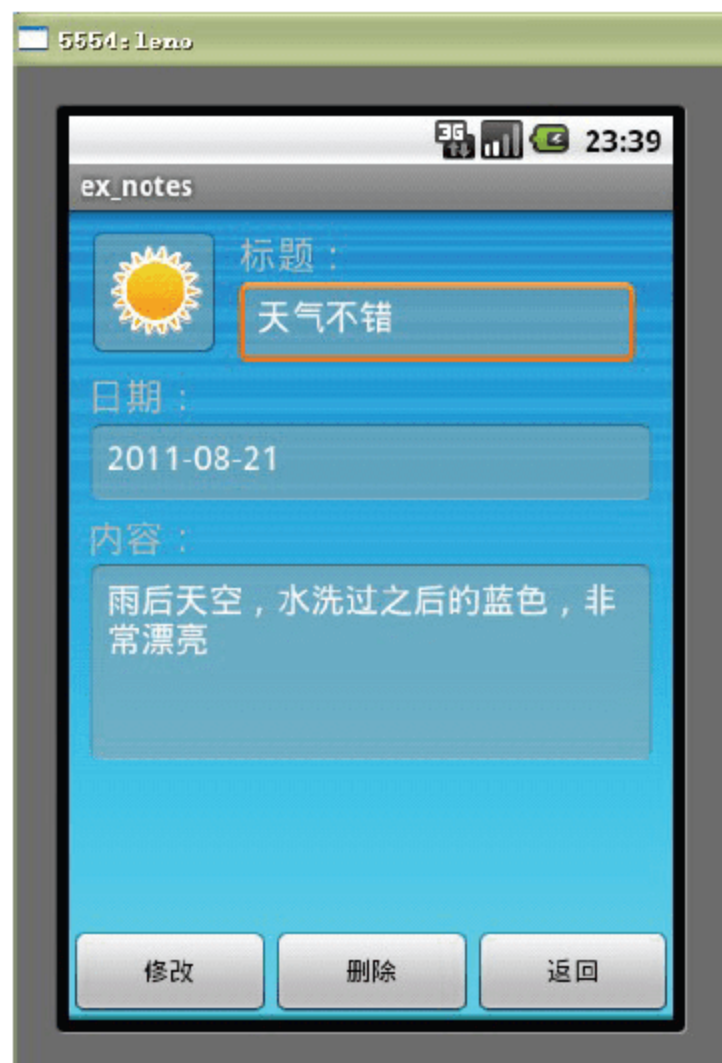 5554:leno
3G 23:39
ex_notes
标题：
天气不错
日期：
2011-08-21
内容：
雨后天空，水洗过之后的蓝色，非
常漂亮
修改 删除 返回